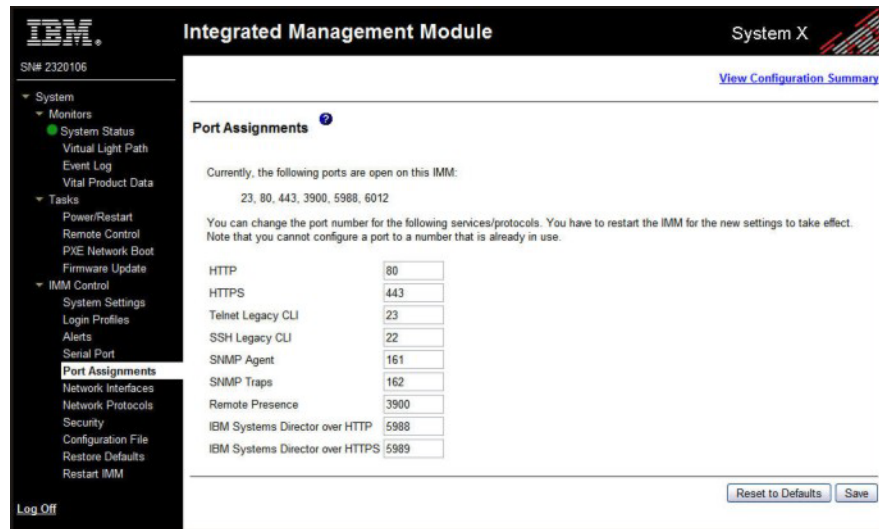 IBM.
Integrated Management Module
System X
SN# 2320106
View Configuration Summary
System
Monitors
System Status
Virtual Light Path
Event Log
Vital Product Data
Tasks
Power/Restart
Remote Control
PXE Network Boot
Firmware Update
IMM Control
System Settings
Login Profiles
Alerts
Serial Port
Port Assignments
Network Interfaces
Network Protocols
Security
Configuration File
Restore Defaults
Restart IMM
Log Off
Port Assignments ?
Currently, the following ports are open on this IMM:
23, 80, 443, 3900, 5988, 6012
You can change the port number for the following services/protocols. You have to restart the IMM for the new settings to take effect.
Note that you cannot configure a port to a number that is already in use.
HTTP 80
HTTPS 443
Telnet Legacy CLI 23
SSH Legacy CLI 22
SNMP Agent 161
SNMP Traps 162
Remote Presence 3900
IBM Systems Director over HTTP 5988
IBM Systems Director over HTTPS 5989
Reset to Defaults Save